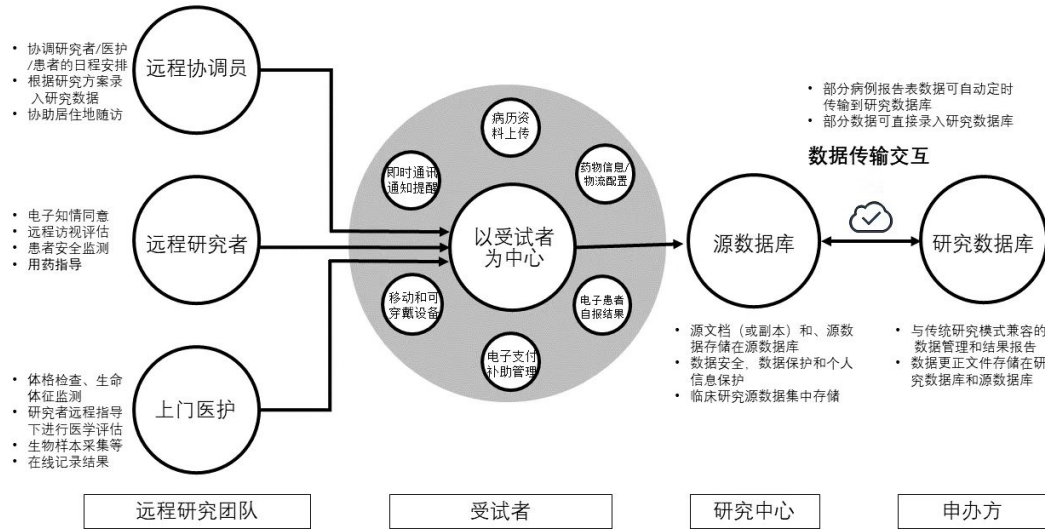 • 协调研究者/医护
/患者的日程安排
• 根据研究方案录
入研究数据
• 协助居住地随访
远程协调员
• 电子知情同意
• 远程访视评估
• 患者安全监测
• 用药指导
远程研究者
• 体格检查、生命
体征监测
• 研究者远程指导
下进行医学评估
• 生物样本采集等
• 在线记录结果
上门医护
病历资
料上传
即时通讯
通知提醒
药物信息/
物流配置
以受试者
为中心
移动和可
穿戴设备
电子患者
自报结果
电子支付
补助管理
• 部分病例报告表数据可自动定时
传输到研究数据库
• 部分数据可直接录入研究数据库
数据传输交互
源数据库
研究数据库
• 源文档（或副本）和、源数
据存储在源数据库
• 数据安全、数据保护和个人
信息保护
• 临床研究源数据集中存储
• 与传统研究模式兼容的
数据管理和结果报告
• 数据更正文件存储在研
究数据库和源数据库
远程研究团队
受试者
研究中心
申办方